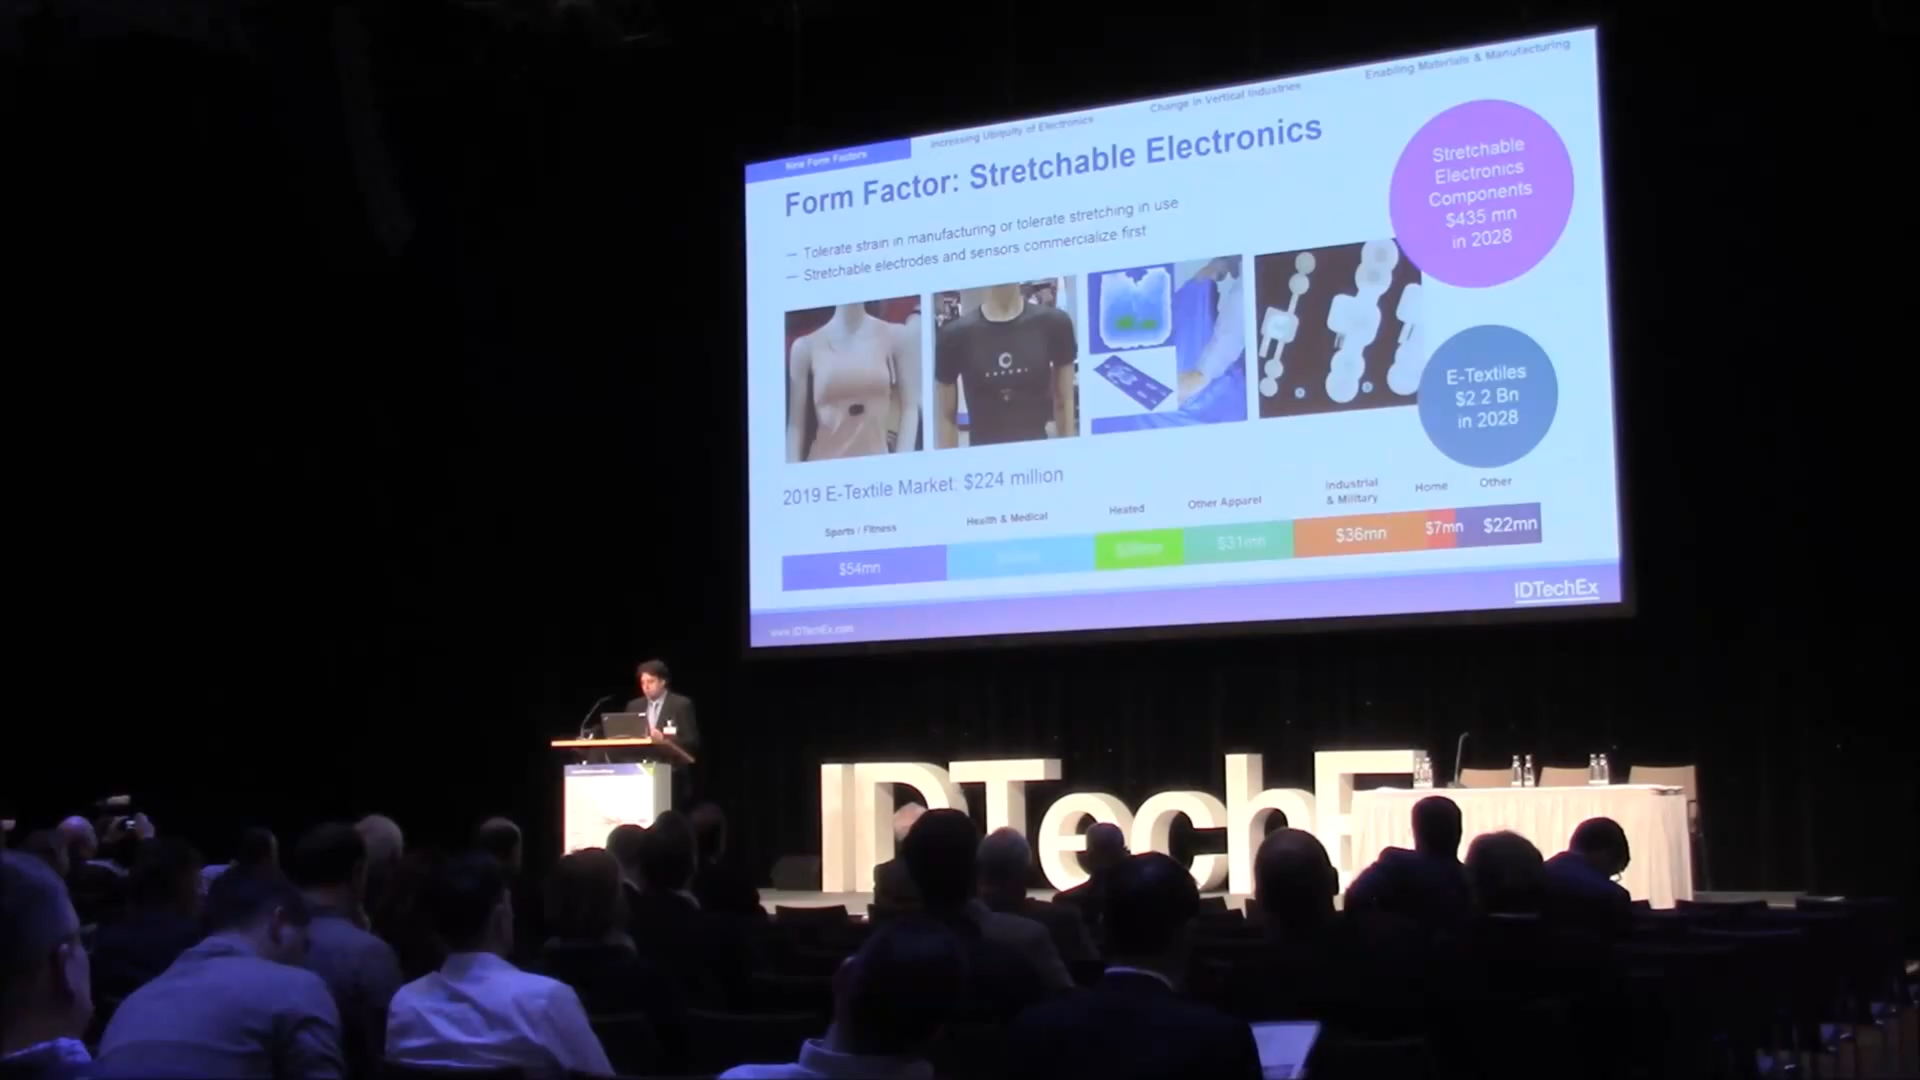 New Form Factors
Increasing Ubiquity of Electronics
Change in Vertical Industries
Enabling Materials & Manufacturing
Form Factor: Stretchable Electronics
— Tolerate strain in manufacturing or tolerate stretching in use
— Stretchable electrodes and sensors commercialize first
Stretchable
Electronics
Components
$435 mn
in 2028
E-Textiles
$2.2 Bn
in 2028
2019 E-Textile Market: $224 million
Sports / Fitness
Health & Medical
Heated
Other Apparel
Industrial
& Military
Home
Other
$54mn
$31mn
$36mn
$7mn
$22mn
www.IDTechEx.com
IDTechEx
IDTechE